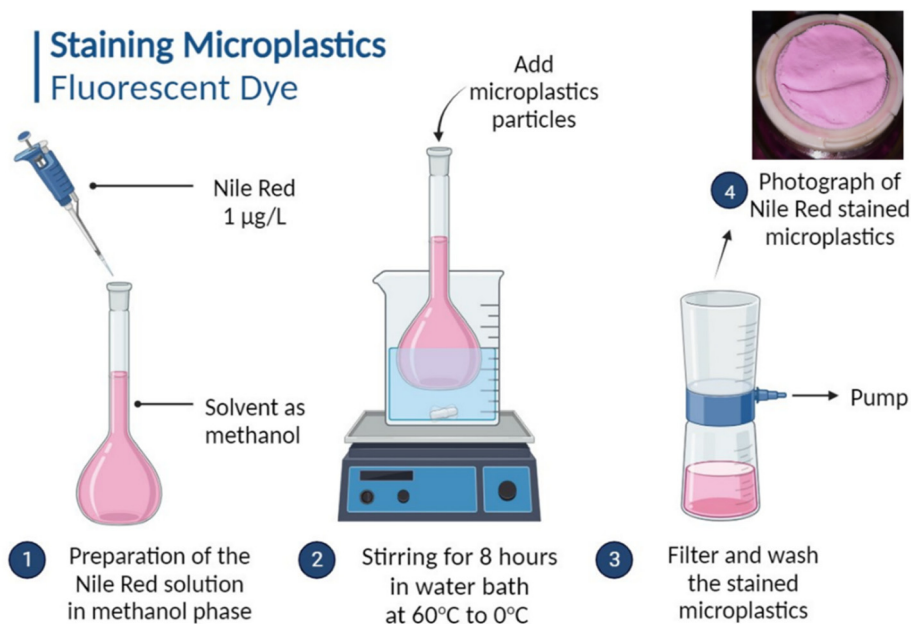 Staining Microplastics
Fluorescent Dye
Nile Red
1 µg/L
Solvent as
methanol
1
Preparation of the
Nile Red solution
in methanol phase
Add
microplastics
particles
2
Stirring for 8 hours
in water bath
at 60°C to 0°C
Pump
3
Filter and wash
the stained
microplastics
4
Photograph of
Nile Red stained
microplastics